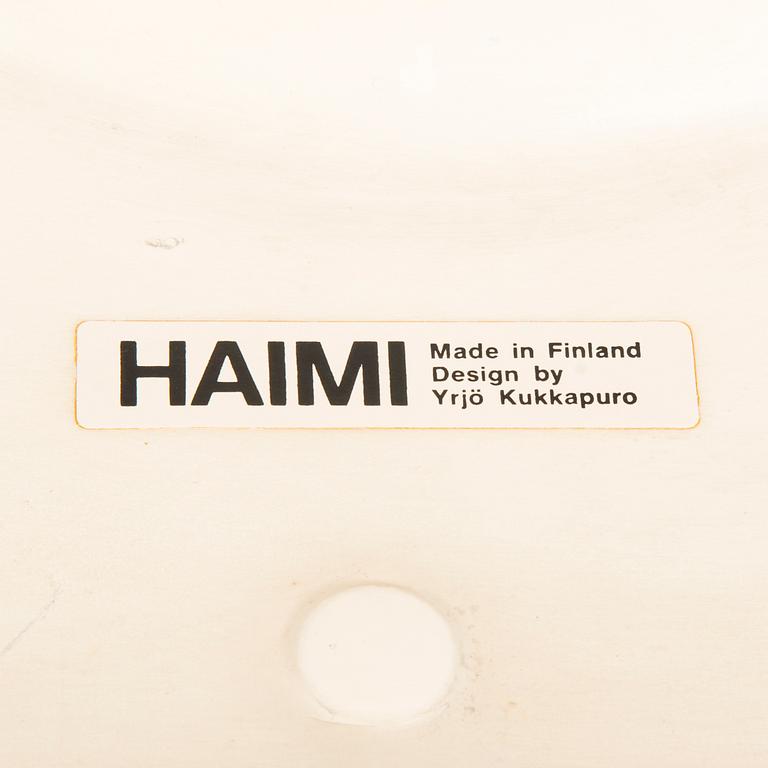 HAIMI
Made in Finland
Design by
Yrjö Kukkapuro